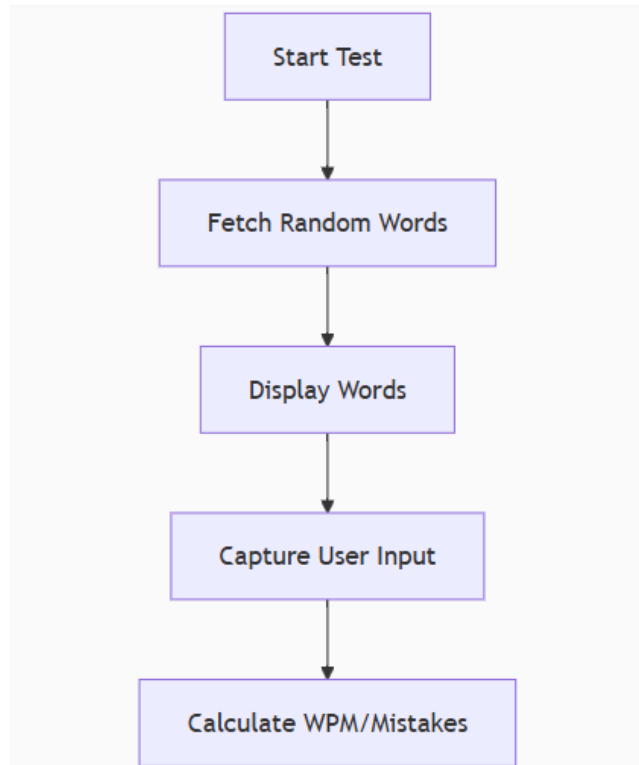 Start Test
Fetch Random Words
Display Words
Capture User Input
Calculate WPM/Mistakes